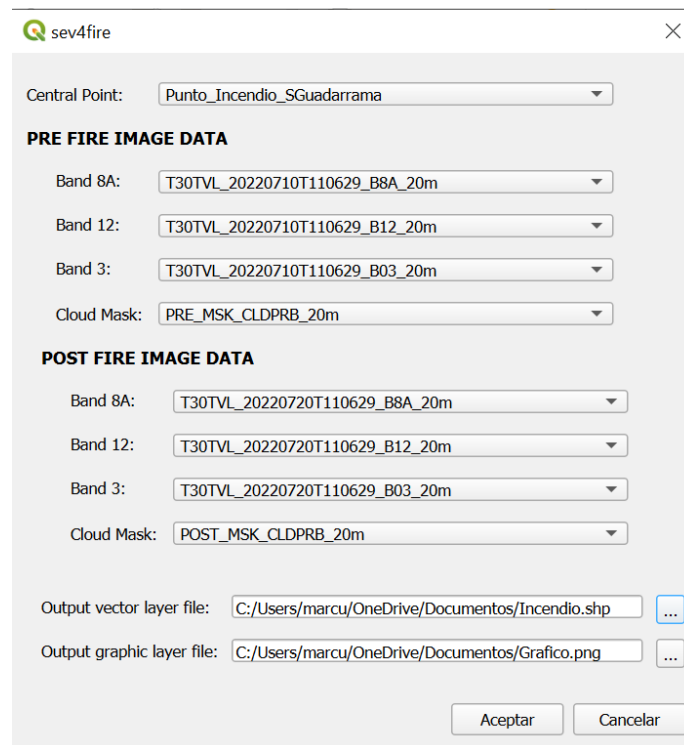 sev4fire
Central Point: Punto_Incendio_SGuadarrama
PRE FIRE IMAGE DATA
Band 8A: T30TVL_20220710T110629_B8A_20m
Band 12: T30TVL_20220710T110629_B12_20m
Band 3: T30TVL_20220710T110629_B03_20m
Cloud Mask: PRE_MSK_CLDPRB_20m
POST FIRE IMAGE DATA
Band 8A: T30TVL_20220720T110629_B8A_20m
Band 12: T30TVL_20220720T110629_B12_20m
Band 3: T30TVL_20220720T110629_B03_20m
Cloud Mask: POST_MSK_CLDPRB_20m
Output vector layer file: C:/Users/marcu/OneDrive/Documentos/Incendio.shp ...
Output graphic layer file: C:/Users/marcu/OneDrive/Documentos/Grafico.png ...
Aceptar Cancelar